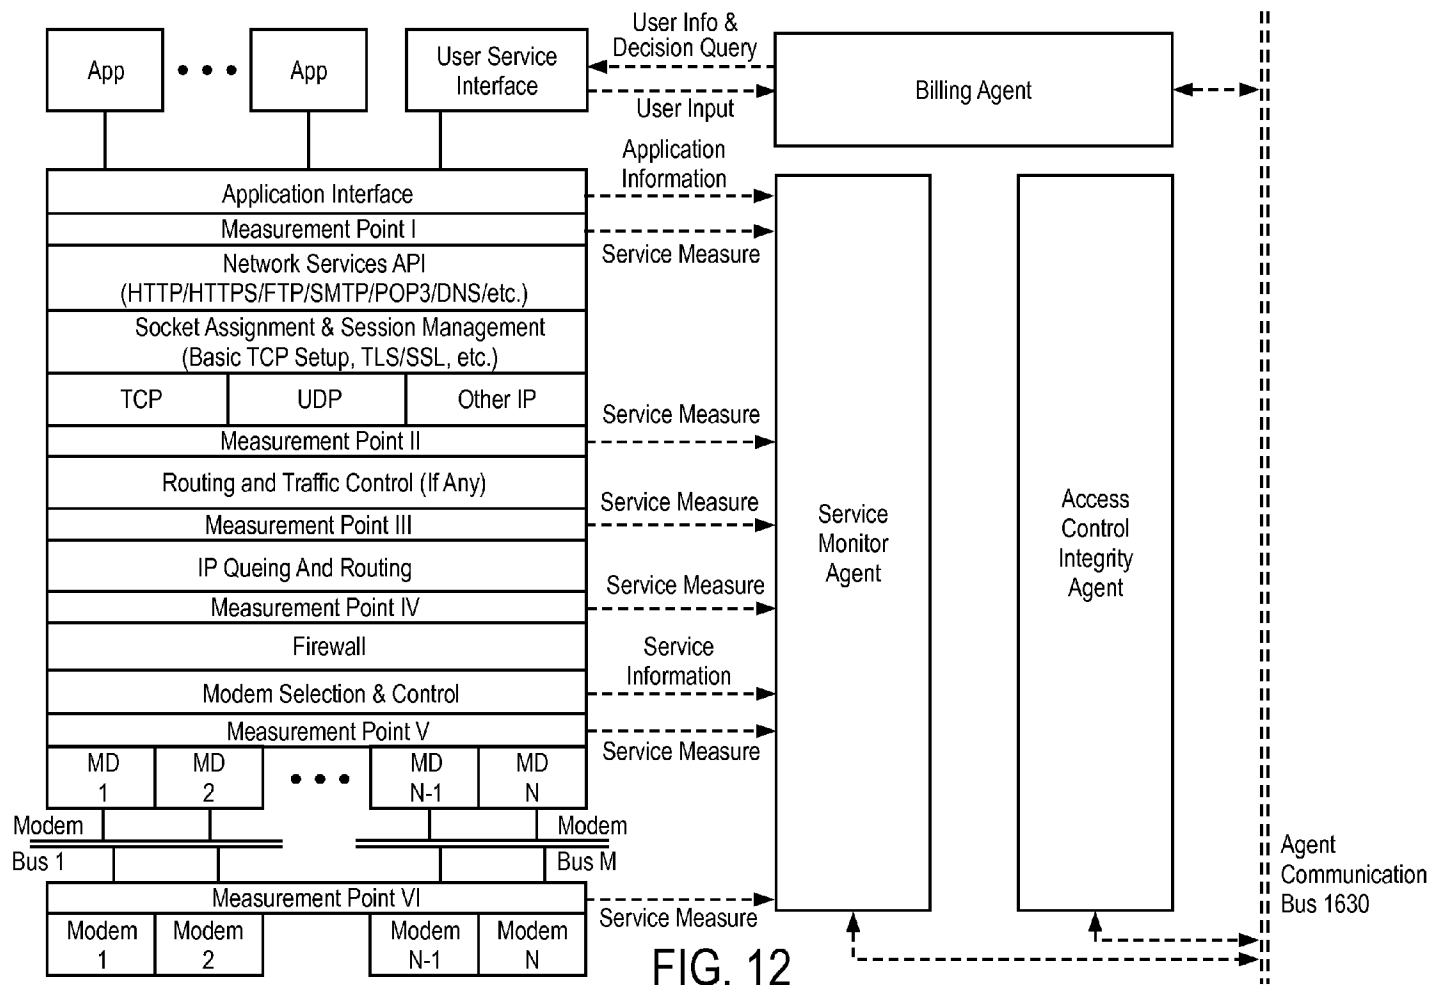 User Info &
Decision Query
App
App
User Service
Interface
User Input
Billing Agent
Application
Information
Application Interface
Measurement Point I
Service Measure
Network Services API
(HTTP/HTTPS/FTP/SMTP/POP3/DNS/etc.)
Socket Assignment & Session Management
(Basic TCP Setup, TLS/SSL, etc.)
TCP
UDP
Other IP
Service Measure
Measurement Point II
Routing and Traffic Control (If Any)
Service Measure
Measurement Point III
IP Queing And Routing
Service Measure
Measurement Point IV
Firewall
Service
Information
Modem Selection & Control
Measurement Point V
Service Measure
MD
1
MD
2
MD
N-1
MD
N
Modem
Bus 1
Modem
Bus M
Measurement Point VI
Service Measure
Modem
1
Modem
2
Modem
N-1
Modem
N
Service
Monitor
Agent
Access
Control
Integrity
Agent
Agent
Communication
Bus 1630
FIG. 12